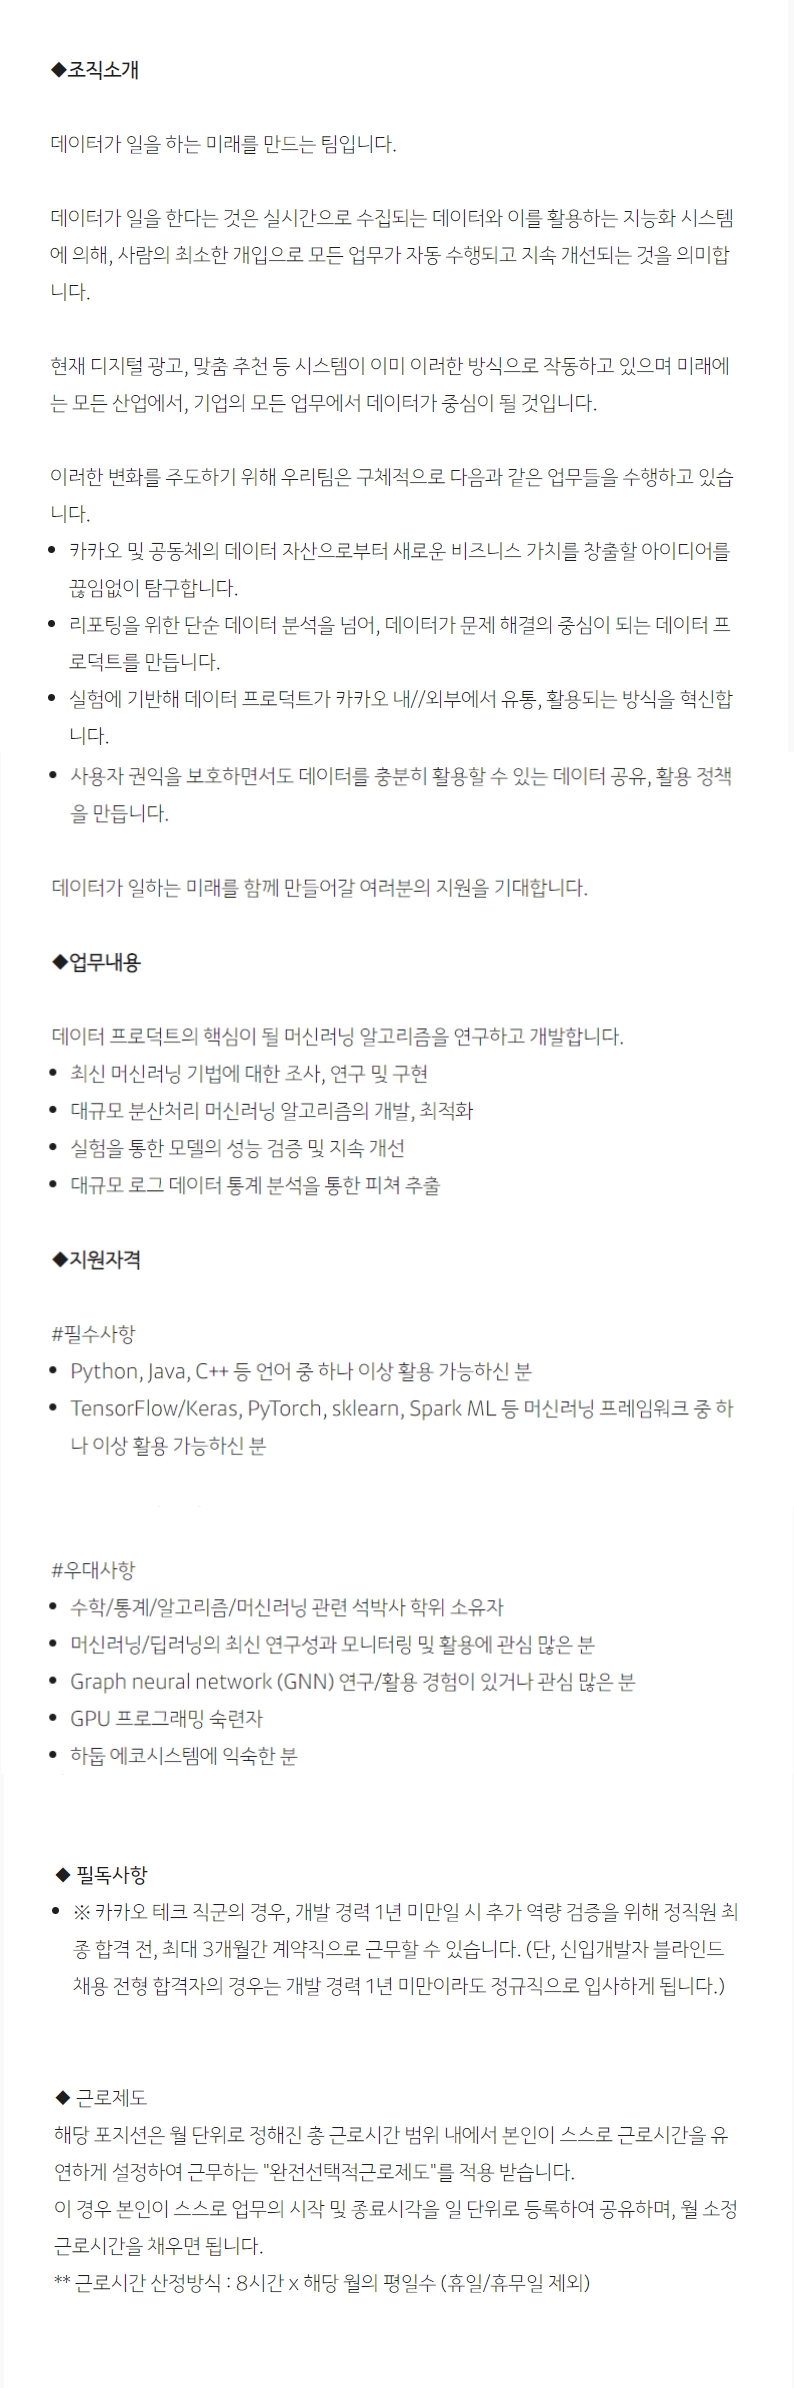 ◆조직소개
데이터가 일을 하는 미래를 만드는 팀입니다.
데이터가 일을 한다는 것은 실시간으로 수집되는 데이터와 이를 활용하는 지능화 시스템
에 의해, 사람의 최소한 개입으로 모든 업무가 자동 수행되고 지속 개선되는 것을 의미합
니다.
현재 디지털 광고, 맞춤 추천 등 시스템이 이미 이러한 방식으로 작동하고 있으며 미래에
는 모든 산업에서, 기업의 모든 업무에서 데이터가 중심이 될 것입니다.
이러한 변화를 주도하기 위해 우리팀은 구체적으로 다음과 같은 업무들을 수행하고 있습
니다.
• 카카오 및 공동체의 데이터 자산으로부터 새로운 비즈니스 가치를 창출할 아이디어를
끊임없이 탐구합니다.
• 리포팅을 위한 단순 데이터 분석을 넘어, 데이터가 문제 해결의 중심이 되는 데이터 프
로덕트를 만듭니다.
• 실험에 기반해 데이터 프로덕트가 카카오 내//외부에서 유통, 활용되는 방식을 혁신합
니다.
• 사용자 권익을 보호하면서도 데이터를 충분히 활용할 수 있는 데이터 공유, 활용 정책
을 만듭니다.
데이터가 일하는 미래를 함께 만들어갈 여러분의 지원을 기대합니다.
◆업무내용
데이터 프로덕트의 핵심이 될 머신러닝 알고리즘을 연구하고 개발합니다.
• 최신 머신러닝 기법에 대한 조사, 연구 및 구현
• 대규모 분산처리 머신러닝 알고리즘의 개발, 최적화
• 실험을 통한 모델의 성능 검증 및 지속 개선
• 대규모 로그 데이터 통계 분석을 통한 피쳐 추출
◆지원자격
#필수사항
• Python, Java, C++ 등 언어 중 하나 이상 활용 가능하신 분
• TensorFlow/Keras, PyTorch, sklearn, Spark ML 등 머신러닝 프레임워크 중 하
나 이상 활용 가능하신 분
#우대사항
• 수학/통계/알고리즘/머신러닝 관련 석박사 학위 소유자
• 머신러닝/딥러닝의 최신 연구성과 모니터링 및 활용에 관심 많은 분
• Graph neural network (GNN) 연구/활용 경험이 있거나 관심 많은 분
• GPU 프로그래밍 숙련자
• 하둡 에코시스템에 익숙한 분
◆ 필독사항
• ※ 카카오 테크 직군의 경우, 개발 경력 1년 미만일 시 추가 역량 검증을 위해 정직원 최
종 합격 전, 최대 3개월간 계약직으로 근무할 수 있습니다. (단, 신입개발자 블라인드
채용 전형 합격자의 경우는 개발 경력 1년 미만이라도 정규직으로 입사하게 됩니다.)
◆ 근로제도
해당 포지션은 월 단위로 정해진 총 근로시간 범위 내에서 본인이 스스로 근로시간을 유
연하게 설정하여 근무하는 "완전선택적근로제도"를 적용 받습니다.
이 경우 본인이 스스로 업무의 시작 및 종료시각을 일 단위로 등록하여 공유하며, 월 소정
근로시간을 채우면 됩니다.
** 근로시간 산정방식 : 8시간 x 해당 월의 평일수 (휴일/휴무일 제외)